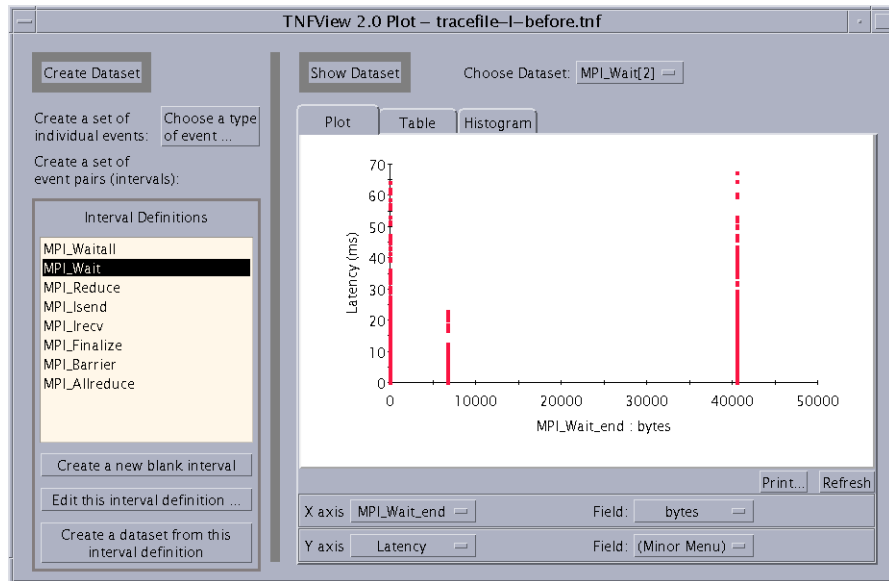 TNFView 2.0 Plot – tracefile–I–before.tnf
Create Dataset
Create a set of
individual events:
Choose a type
of event ...
Create a set of
event pairs (intervals):
Interval Definitions
MPI_Waitall
MPI_Wait
MPI_Reduce
MPI_Isend
MPI_Irecv
MPI_Finalize
MPI_Barrier
MPI_Allreduce
Create a new blank interval
Edit this interval definition ...
Create a dataset from this
interval definition
Show Dataset
Choose Dataset: MPI_Wait[2]
Plot Table Histogram
70
60
50
40
30
20
10
0
Latency (ms)
0 10000 20000 30000 40000 50000
MPI_Wait_end : bytes
Print... Refresh
X axis MPI_Wait_end Field: bytes
Y axis Latency Field: (Minor Menu)